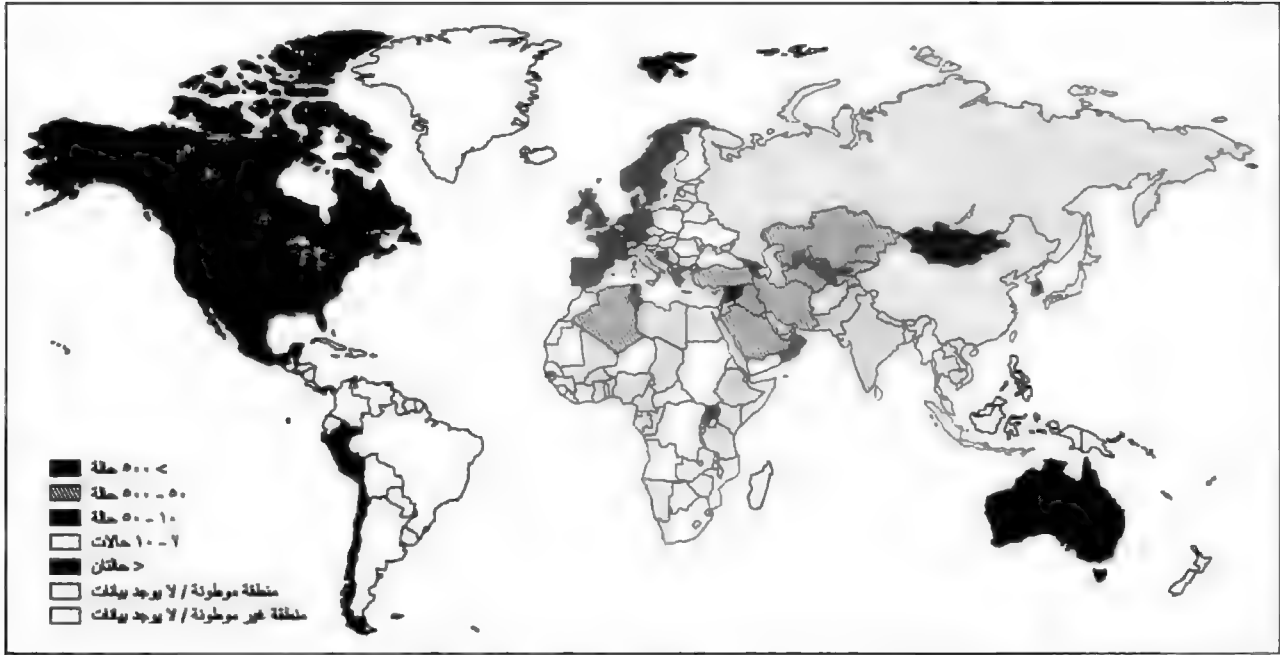 > ٥٠٠ حالة
٥٠ - ٥٠٠ حالة
١٠ - ٥٠ حالة
٢ - ١٠ حالات
< حالتان
منطقة موطونة / لا يوجد بيانات
منطقة غير موطونة / لا يوجد بيانات